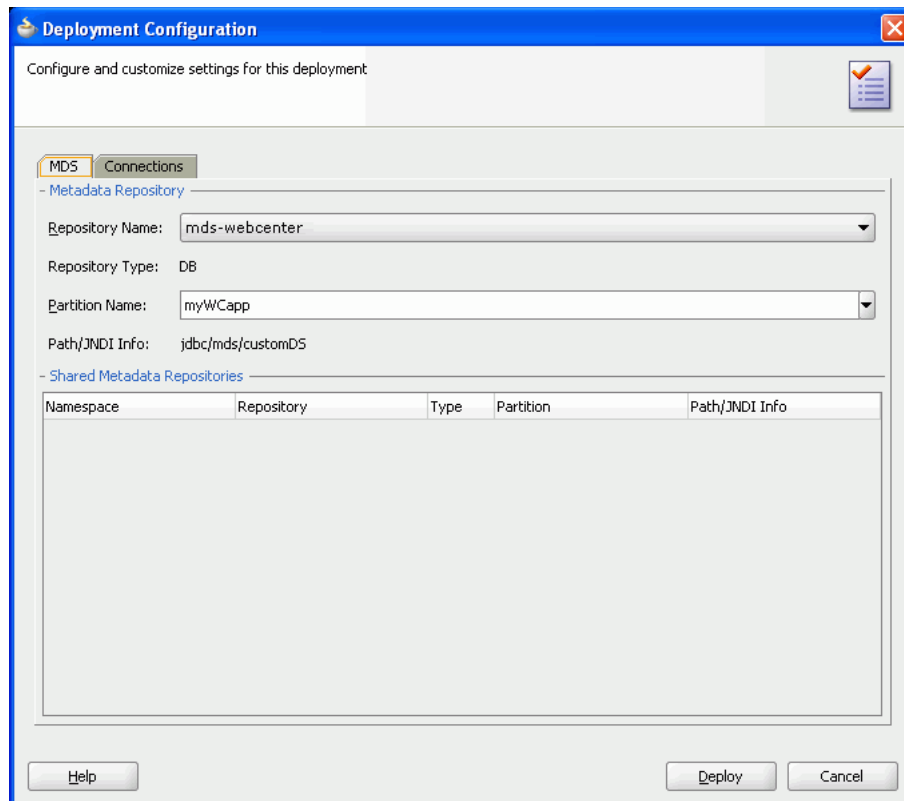 Deployment Configuration
Configure and customize settings for this deployment
MDS Connections
Metadata Repository
Repository Name: mds-webcenter
Repository Type: DB
Partition Name: myWCapp
Path/JNDI Info: jdbc/mds/customDS
Shared Metadata Repositories
Namespace Repository Type Partition Path/JNDI Info
Help Deploy Cancel